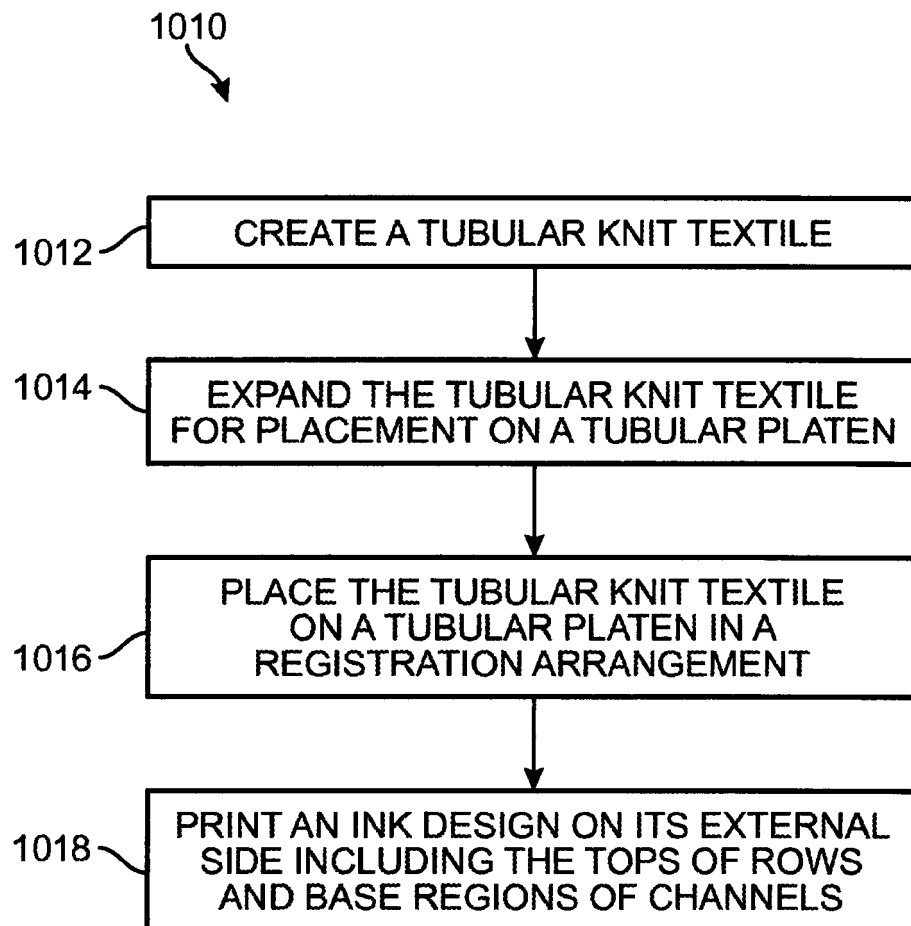 1010
1012
CREATE A TUBULAR KNIT TEXTILE
1014
EXPAND THE TUBULAR KNIT TEXTILE
FOR PLACEMENT ON A TUBULAR PLATEN
1016
PLACE THE TUBULAR KNIT TEXTILE
ON A TUBULAR PLATEN IN A
REGISTRATION ARRANGEMENT
1018
PRINT AN INK DESIGN ON ITS EXTERNAL
SIDE INCLUDING THE TOPS OF ROWS
AND BASE REGIONS OF CHANNELS